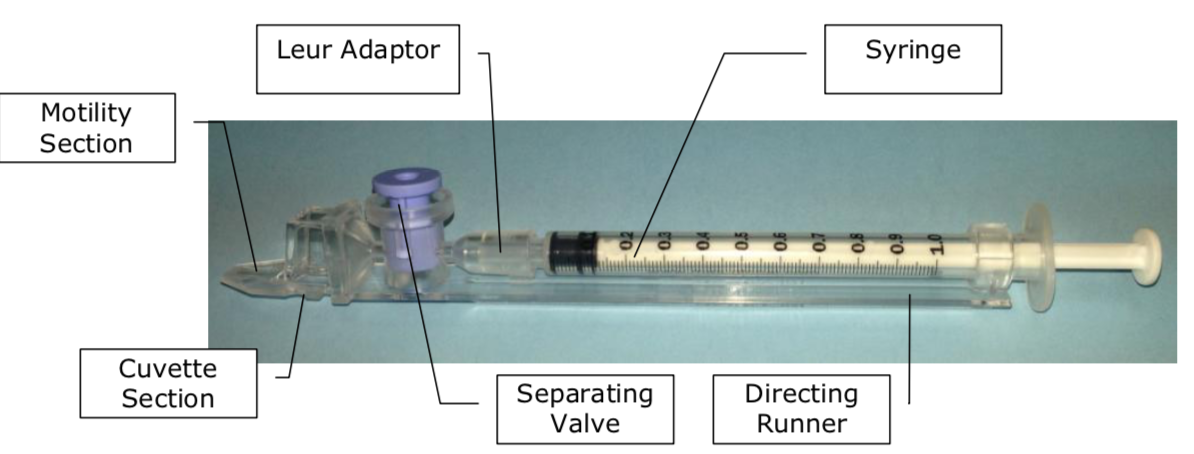 Leur Adaptor
Syringe
Motility
Section
0.2 0.3 0.4 0.5 0.6 0.7 0.8 0.9 1.0
Cuvette
Section
Separating
Valve
Directing
Runner